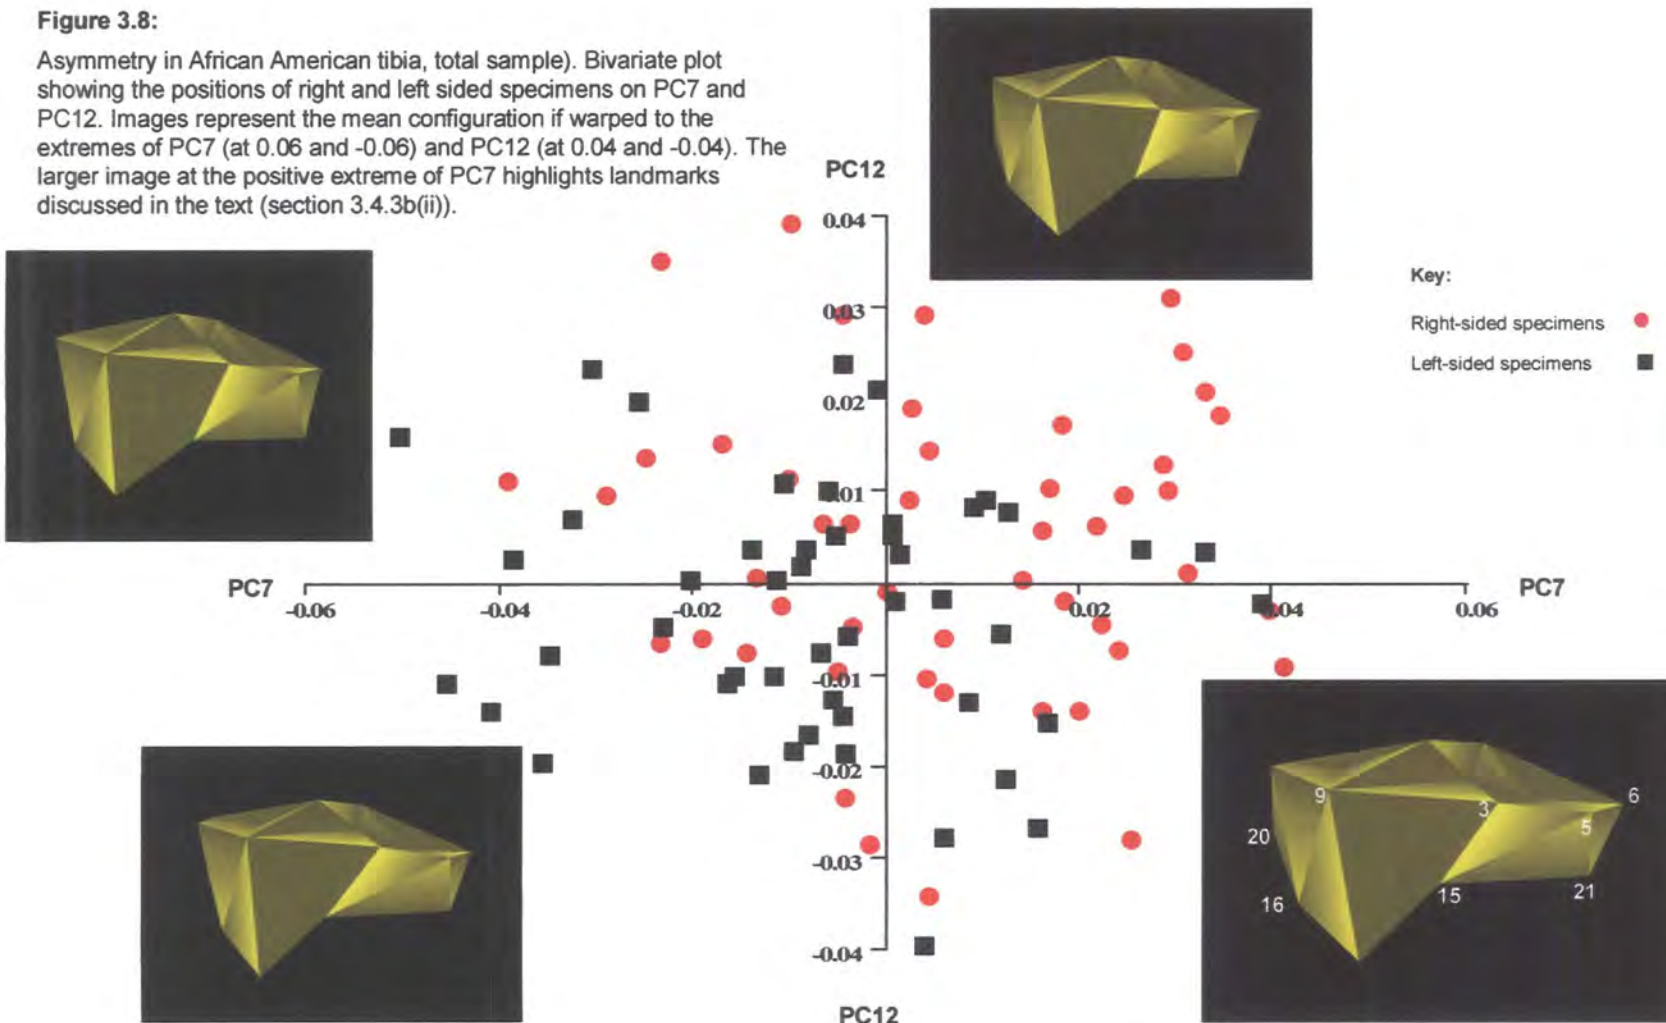 Figure 3.8:
Asymmetry in African American tibia, total sample). Bivariate plot
showing the positions of right and left sided specimens on PC7 and
PC12. Images represent the mean configuration if warped to the
extremes of PC7 (at 0.06 and -0.06) and PC12 (at 0.04 and -0.04). The
larger image at the positive extreme of PC7 highlights landmarks
discussed in the text (section 3.4.3b(ii)).
PC12
0.04
Key:
0.03
Right-sided specimens
Left-sided specimens
0.02
0.01
PC7
PC7
-0.06
-0.04
-0.02
0.02
0.04
0.06
-0.01
-0.02
-0.03
-0.04
9
3
6
5
20
16
15
21
PC12